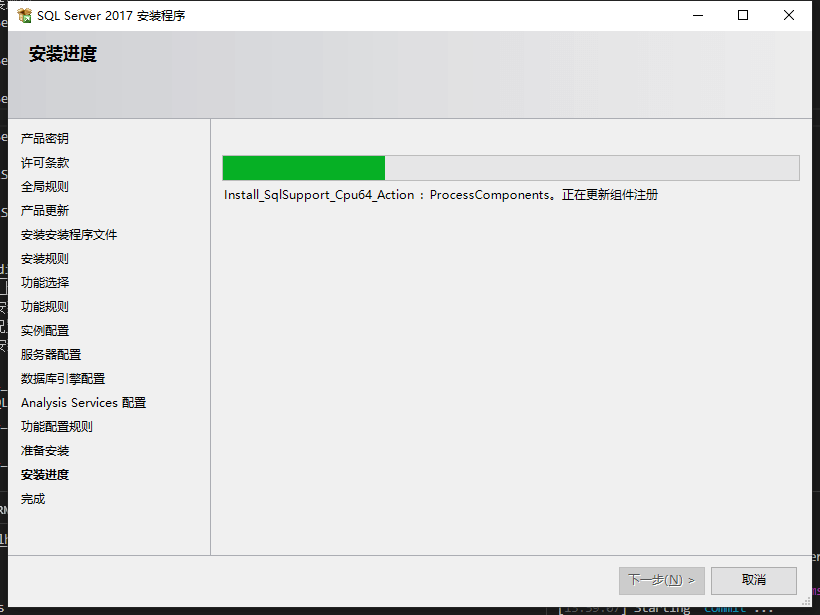 SQL Server 2017 安装程序
安装进度
产品密钥
许可条款
全局规则
产品更新
安装安装程序文件
安装规则
功能选择
功能规则
实例配置
服务器配置
数据库引擎配置
Analysis Services 配置
功能配置规则
准备安装
安装进度
完成
Install_SqlSupport_Cpu64_Action : ProcessComponents。正在更新组件注册
下一步(N) >
取消
Starting 'commit'...